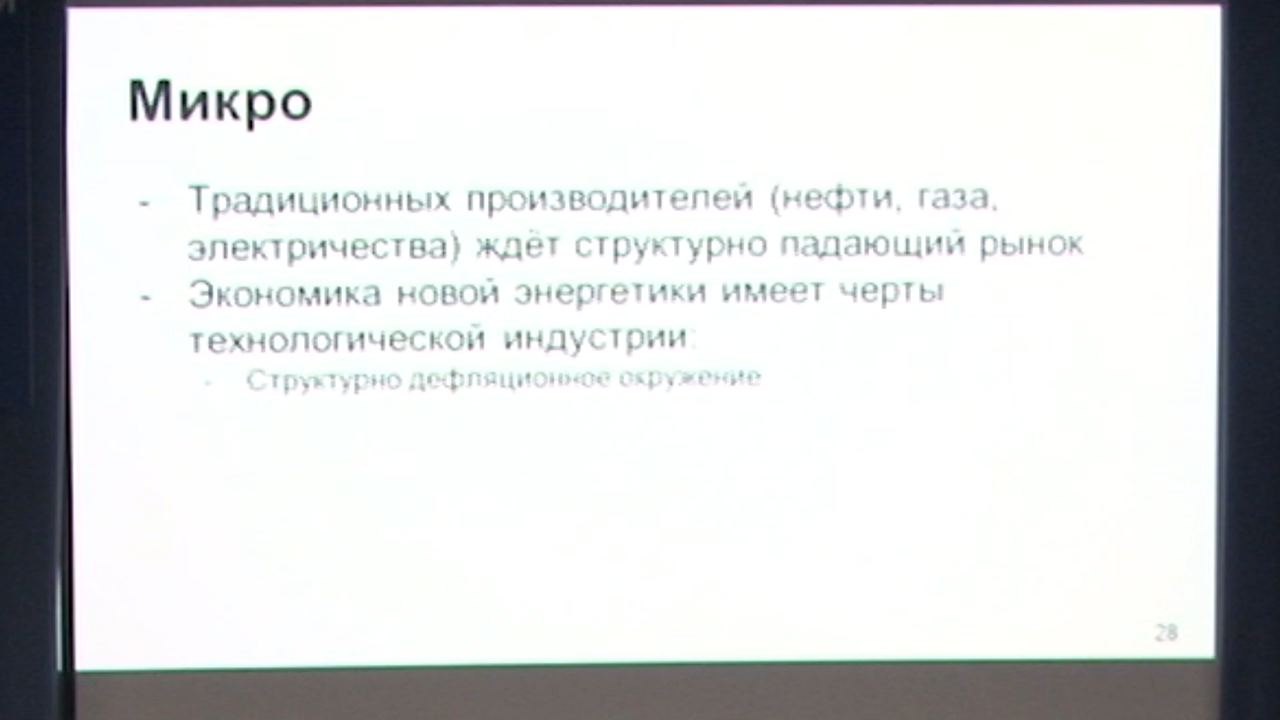 Микро
- Традиционных производителей (нефти, газа,
электричества) ждёт структурно падающий рынок
- Экономика новой энергетики имеет черты
технологической индустрии:
- Структурно дефляционное окружение
28